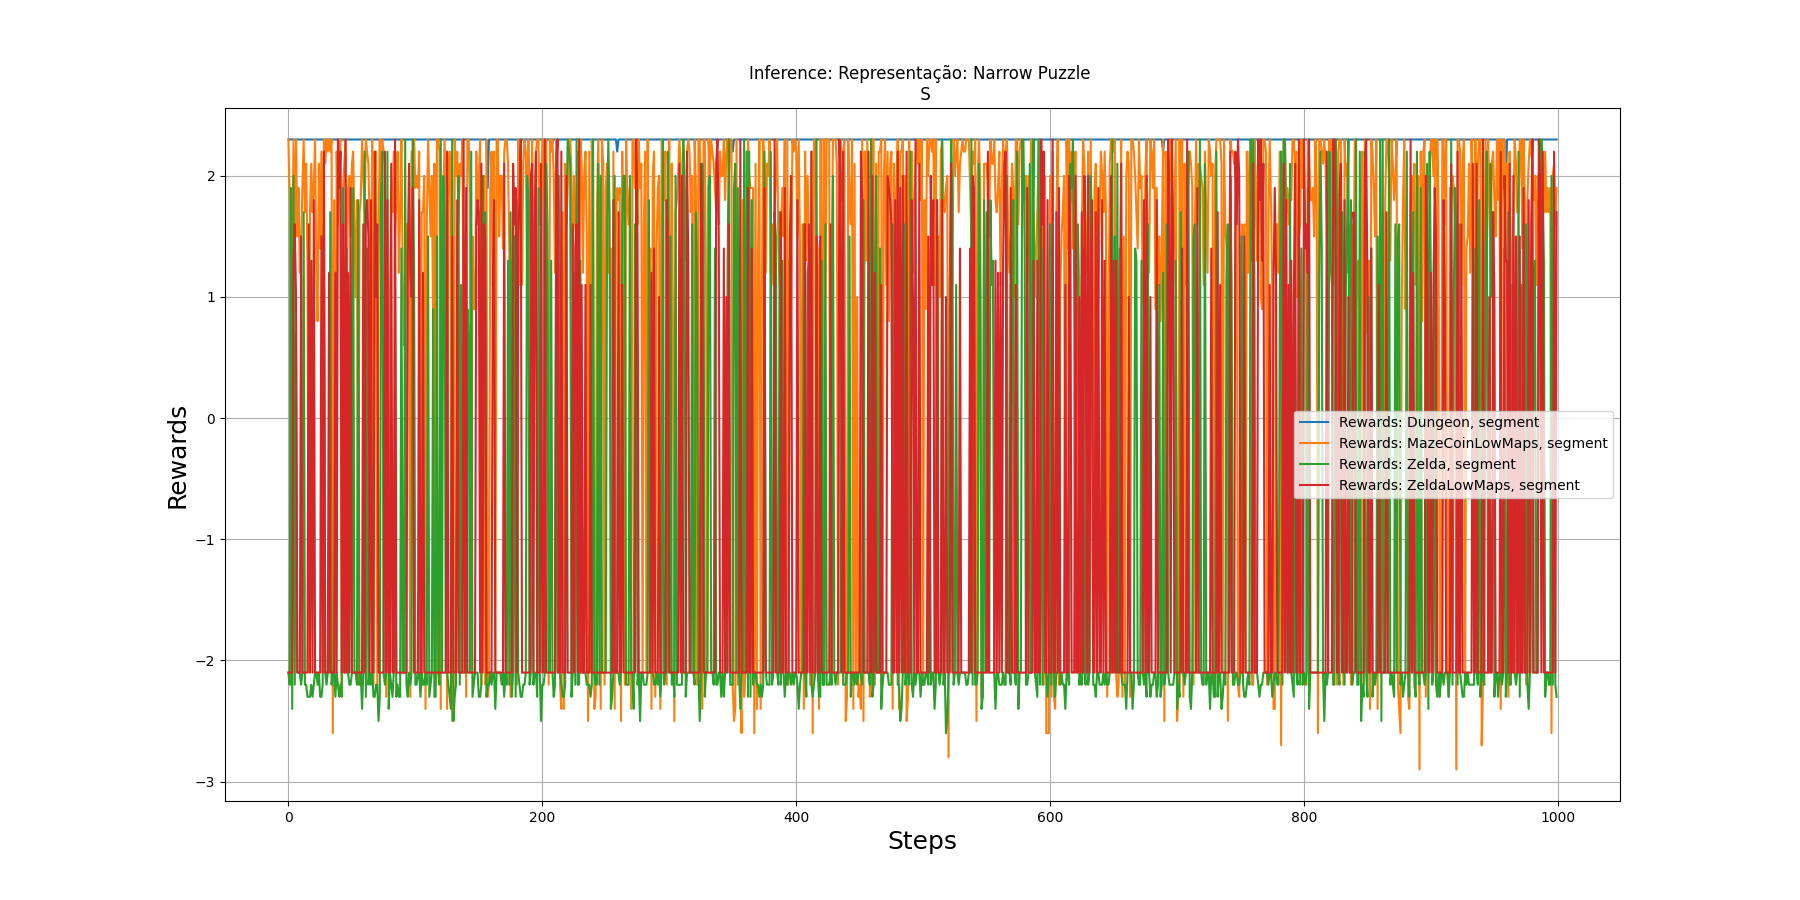 Inference: Representação: Narrow Puzzle
S
Rewards
2
1
0
−1
−2
−3
Rewards: Dungeon, segment
Rewards: MazeCoinLowMaps, segment
Rewards: Zelda, segment
Rewards: ZeldaLowMaps, segment
0
200
400
600
800
1000
Steps